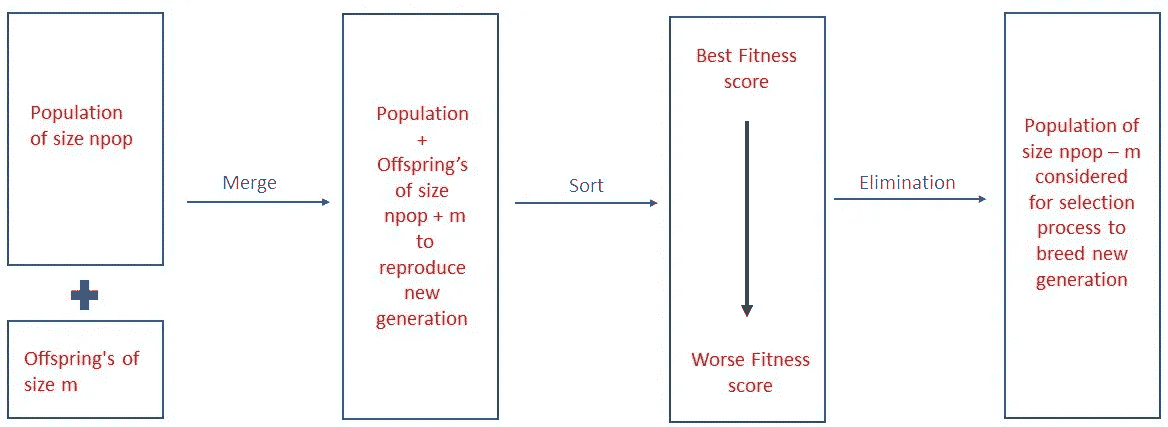 Population
of size npop
Offspring's of
size m
Merge
Population
+
Offspring’s
of size
npop + m
to
reproduce
new
generation
Sort
Best Fitness
score
Worse Fitness
score
Elimination
Population of
size npop – m
considered
for selection
process to
breed new
generation